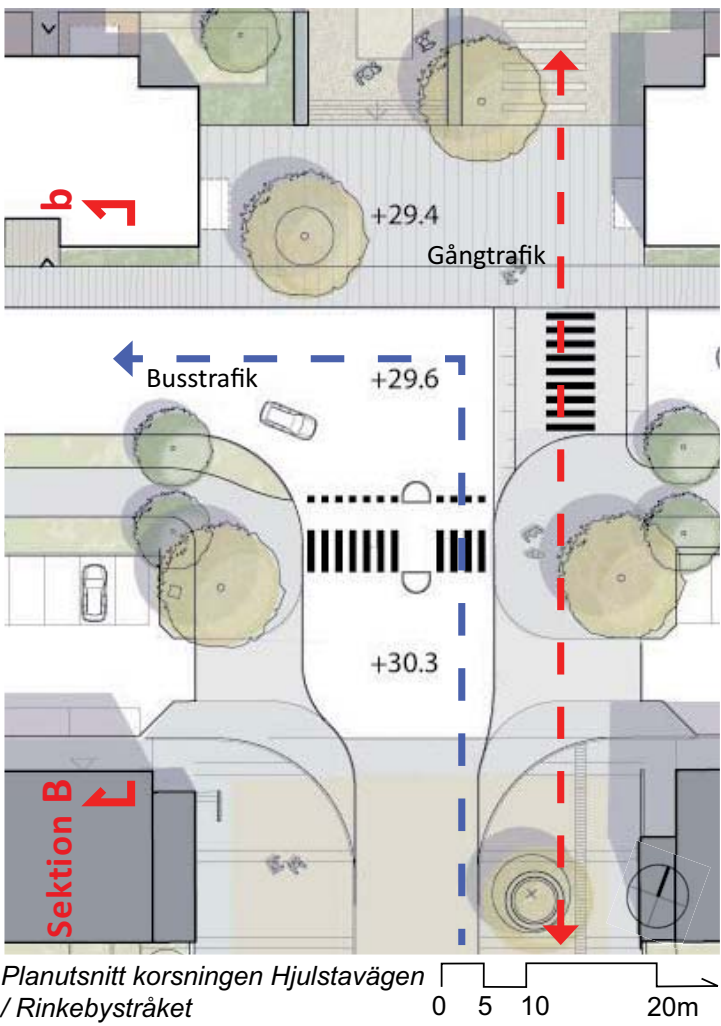 b
+29.4
Gångtrafik
Busstrafik
+29.6
+30.3
Sektion B
Planutsnitt korsningen Hjulstavägen
/ Rinkebystråket
0 5 10 20m